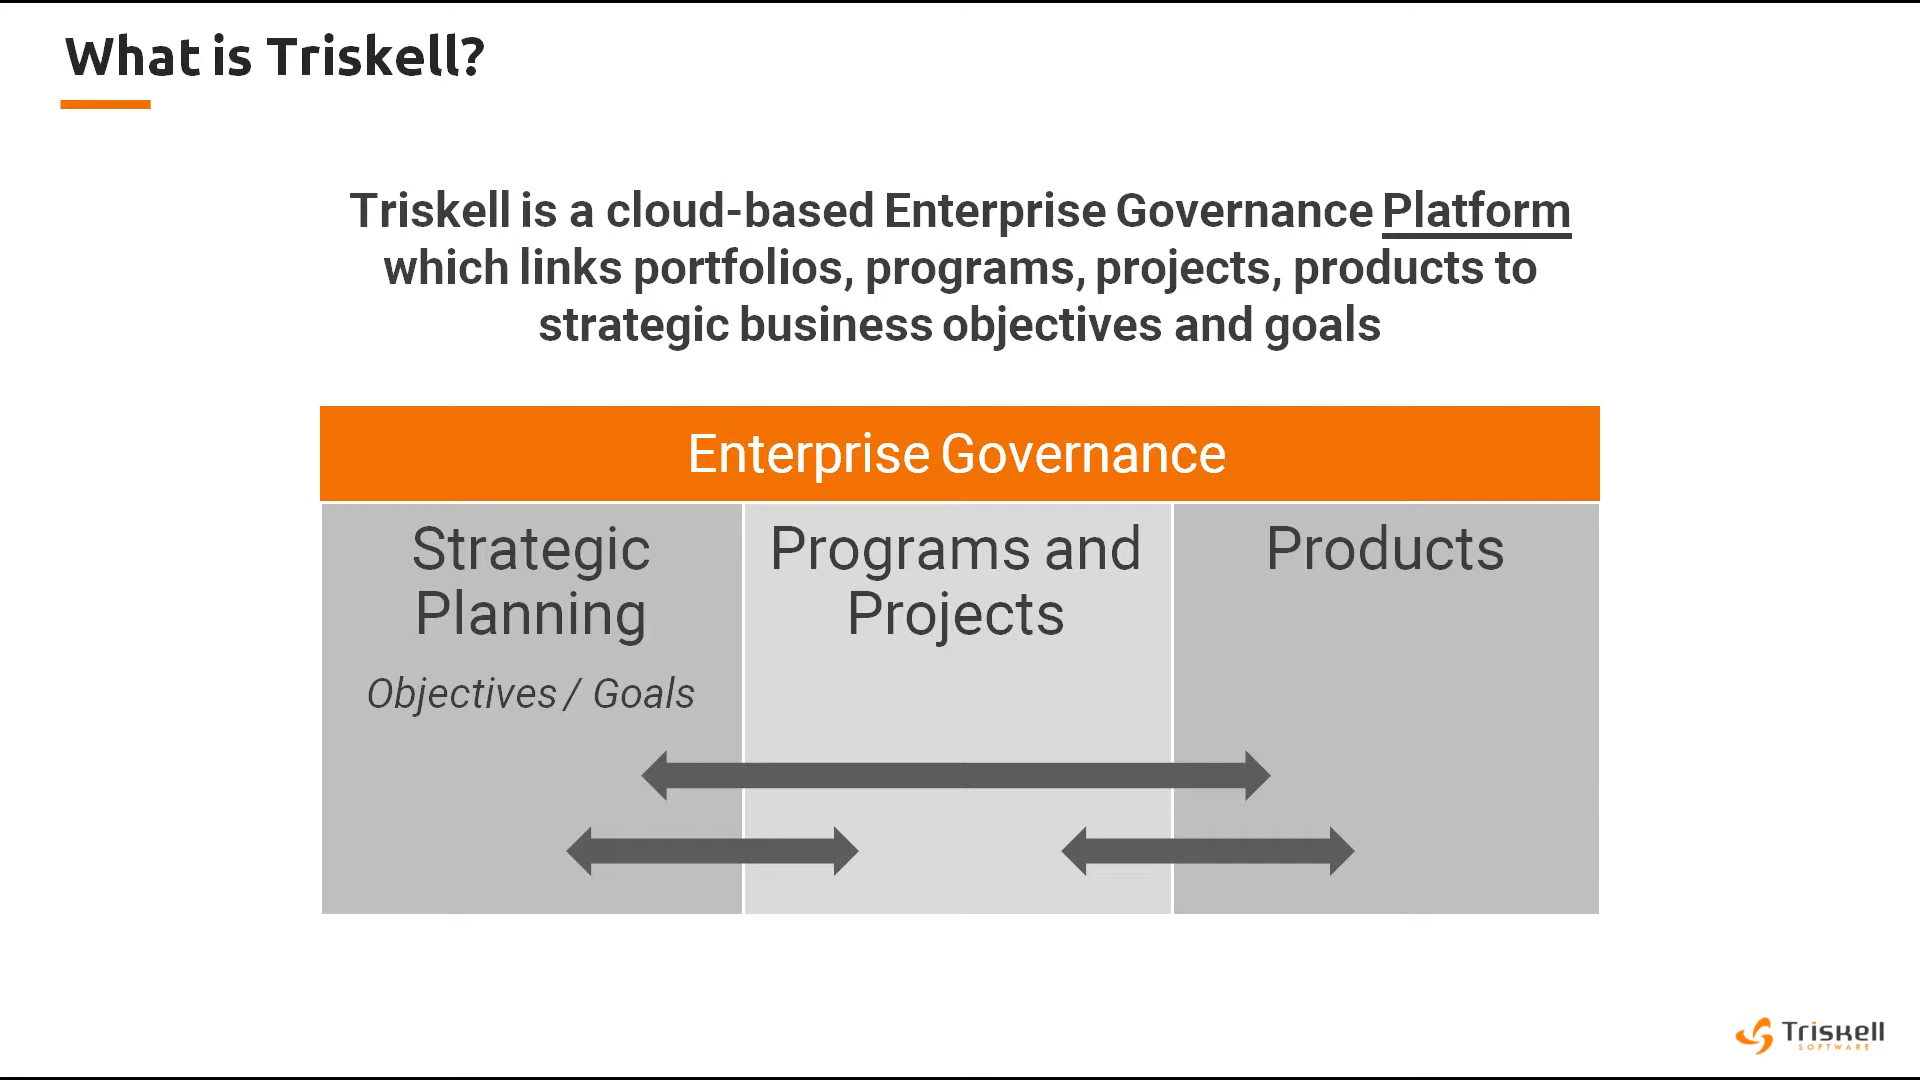 What is Triskell?
Triskell is a cloud-based Enterprise Governance Platform
which links portfolios, programs, projects, products to
strategic business objectives and goals
Enterprise Governance
Strategic
Planning
Objectives / Goals
Programs and
Projects
Products
Triskell
SOFTWARE